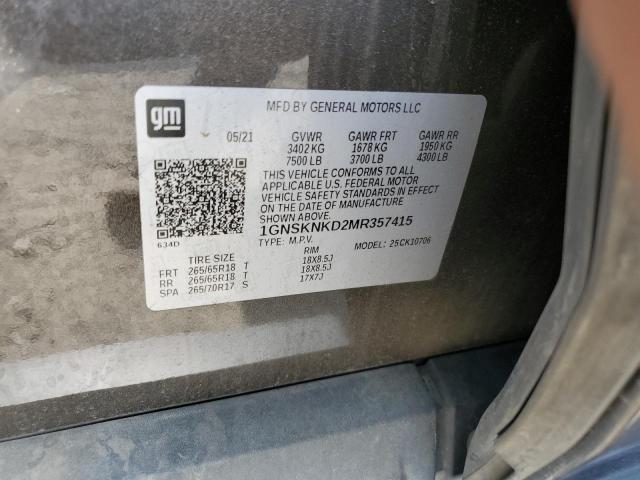 gm
MFD BY GENERAL MOTORS LLC
05/21 GVWR GAWR FRT GAWR RR
3402 KG 1678 KG 1950 KG
7500 LB 3700 LB 4300 LB
THIS VEHICLE CONFORMS TO ALL
APPLICABLE U.S. FEDERAL MOTOR
VEHICLE SAFETY STANDARDS IN EFFECT
ON THE DATE OF MANUFACTURE
SHOWN ABOVE.
634D
1GNSKNKD2MR357415
TYPE: M.P.V. MODEL: 25CK10706
TIRE SIZE RIM
FRT 265/65R18 T 18X8.5J
RR 265/65R18 T 18X8.5J
SPA 265/70R17 S 17X7J